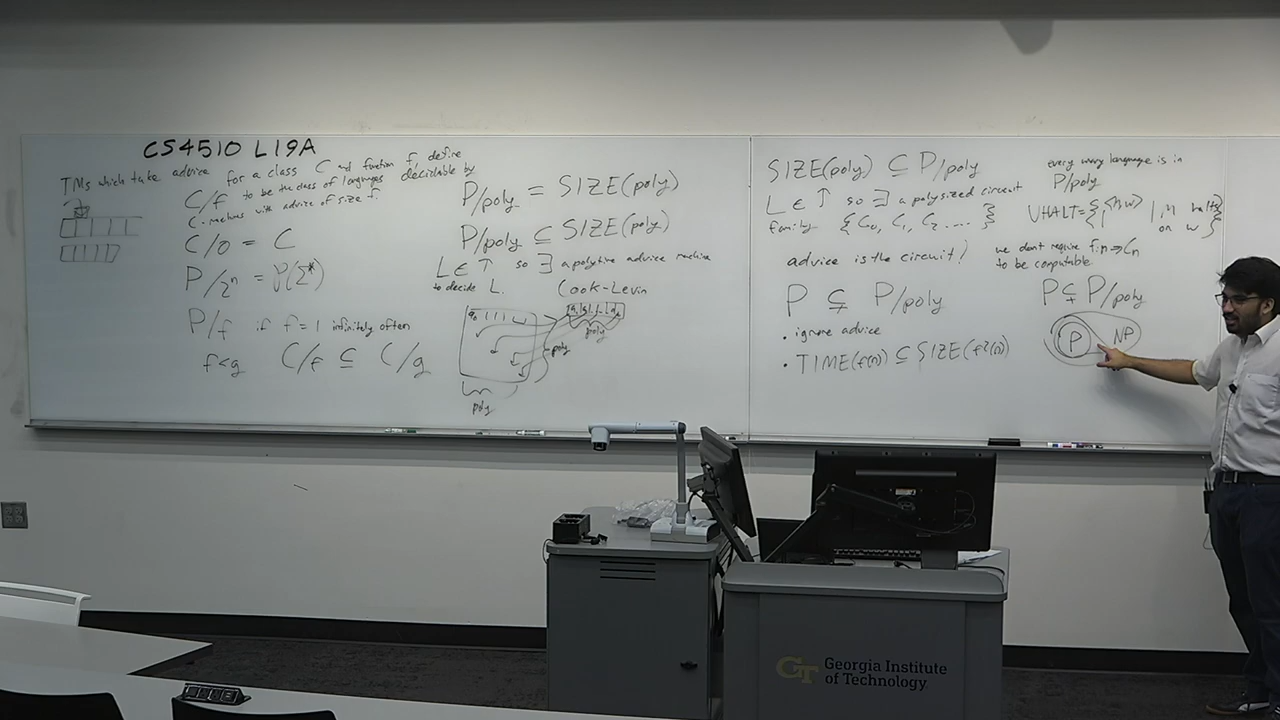 CS4510 L19A
TMs which take advice for a class C and function f, define
C/f to be the class of languages decidable by
C-machines with advice of size f.
C/0 = C
P/2ⁿ = P(Σ*)
P/f if f=1 infinitely often
f<g C/f ⊆ C/g
P/poly = SIZE(poly)
P/poly ⊆ SIZE(poly)
L ∈ ↑ so ∃ a polytime advice machine
to decide L. Cook-Levin
poly
poly
poly
SIZE(poly) ⊆ P/poly
L ∈ ↑ so ∃ a polysized circuit
family {C₀, C₁, C₂ .... }
advice is the circuit!
P ⊊ P/poly
• ignore advice
• TIME(f(n)) ⊆ SIZE(f²(n))
every unary language is in
P/poly
UHALT = {1^<M,w> | M halts
on w}
we don't require f:n→Cn
to be computable
P ⊊ P/poly
P NP
GT Georgia Institute
of Technology